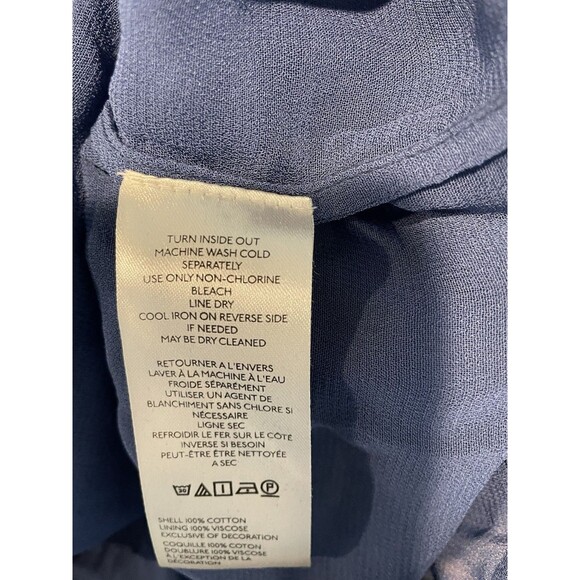 TURN INSIDE OUT
MACHINE WASH COLD
SEPARATELY
USE ONLY NON-CHLORINE
BLEACH
LINE DRY
COOL IRON ON REVERSE SIDE
IF NEEDED
MAY BE DRY CLEANED
RETOURNER A L'ENVERS
LAVER À LA MACHINE À L'EAU
FROIDE SÉPARÉMENT
UTILISER UN AGENT DE
BLANCHIMENT SANS CHLORE SI
NÉCESSAIRE
LIGNE SEC
REFROIDIR LE FER SUR LE CÔTÉ
INVERSE SI BESOIN
PEUT-ÊTRE ÊTRE NETTOYÉE
A SEC
SHELL 100% COTTON
LINING 100% VISCOSE
EXCLUSIVE OF DECORATION
COQUILLE 100% COTON
DOUBLURE 100% VISCOSE
À L'EXCEPTION DE LA
DÉCORATION